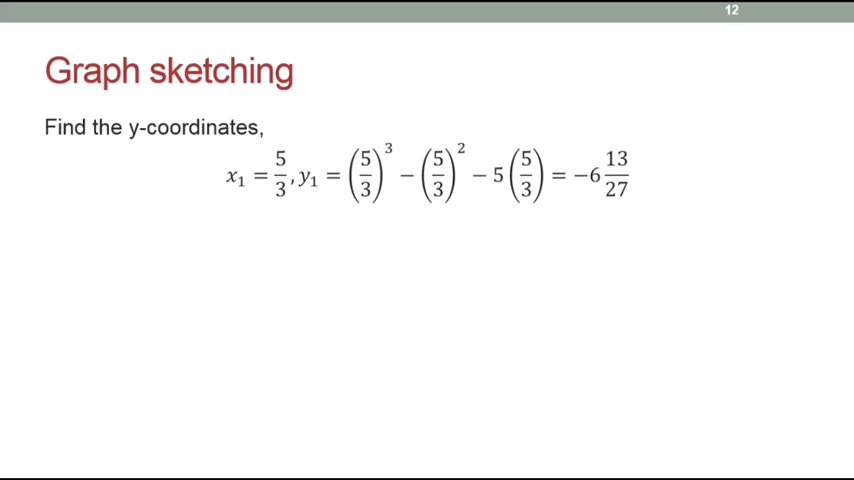 12
Graph sketching
Find the y-coordinates,
x₁ = 5/3, y₁ = (5/3)³ − (5/3)² − 5(5/3) = −6 13/27